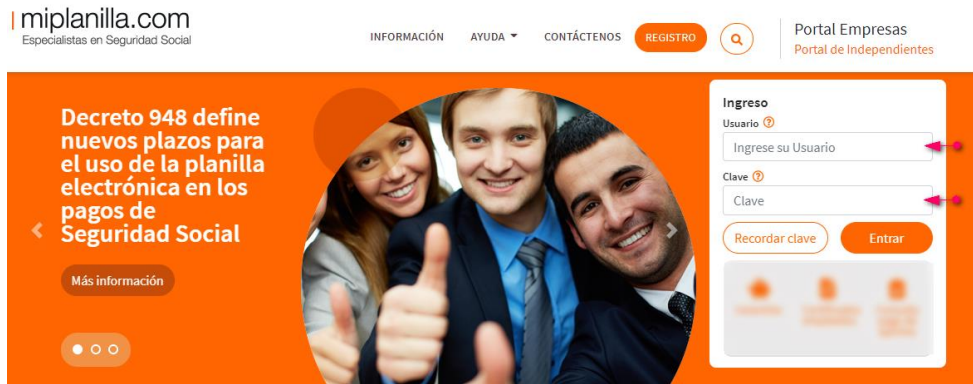 miplanilla.com
Especialistas en Seguridad Social
INFORMACIÓN
AYUDA
CONTÁCTENOS
REGISTRO
Portal Empresas
Portal de Independientes
Decreto 948 define
nuevos plazos para
el uso de la planilla
electrónica en los
pagos de
Seguridad Social
Más información
Ingreso
Usuario ?
Ingrese su Usuario
Clave ?
Clave
Recordar clave
Entrar